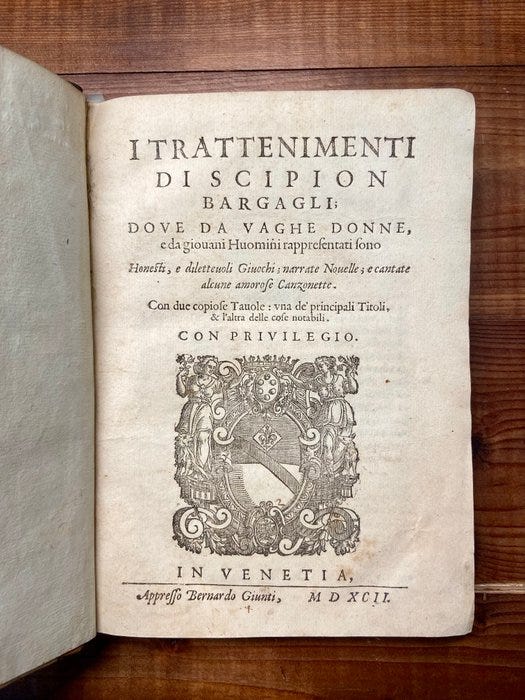 I TRATTENIMENTI
DI SCIPION
BARGAGLI;
DOVE DA VAGHE DONNE,
e da giouani Huomini rappresentati sono
Honesti, e diletteuoli Giuochi; narrate Nouelle; e cantate
alcune amorose Canzonette.
Con due copiose Tauole: vna de' principali Titoli,
& l'altra delle cose notabili.
CON PRIVILEGIO.
IN VENETIA,
Appresso Bernardo Giunti, M D XCII.